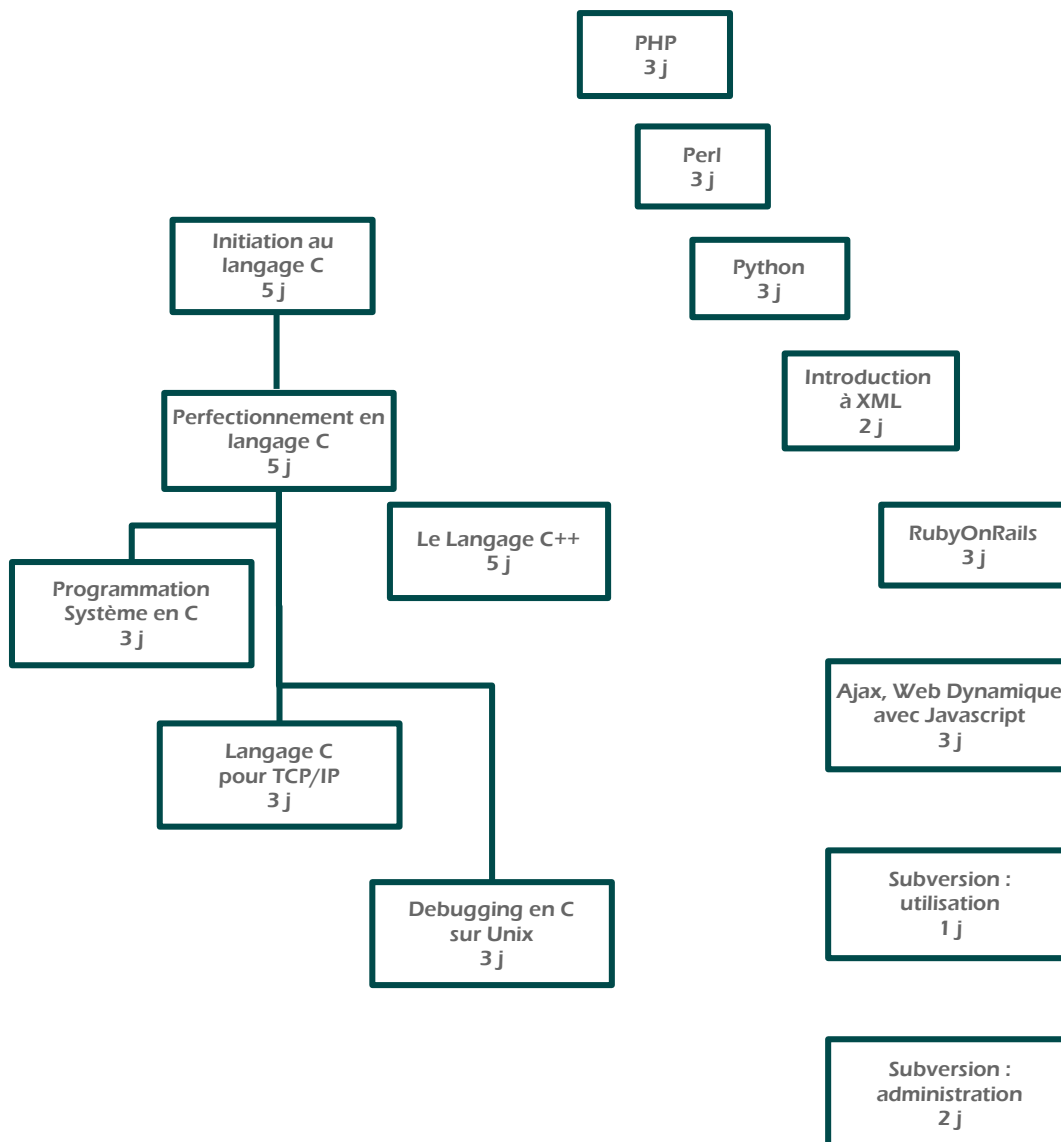 PHP
3 j
Perl
3 j
Initiation au
langage C
5 j
Python
3 j
Introduction
à XML
2 j
Perfectionnement en
langage C
5 j
Le Langage C++
5 j
RubyOnRails
3 j
Programmation
Système en C
3 j
Ajax, Web Dynamique
avec Javascript
3 j
Langage C
pour TCP/IP
3 j
Subversion :
utilisation
1 j
Debugging en C
sur Unix
3 j
Subversion :
administration
2 j